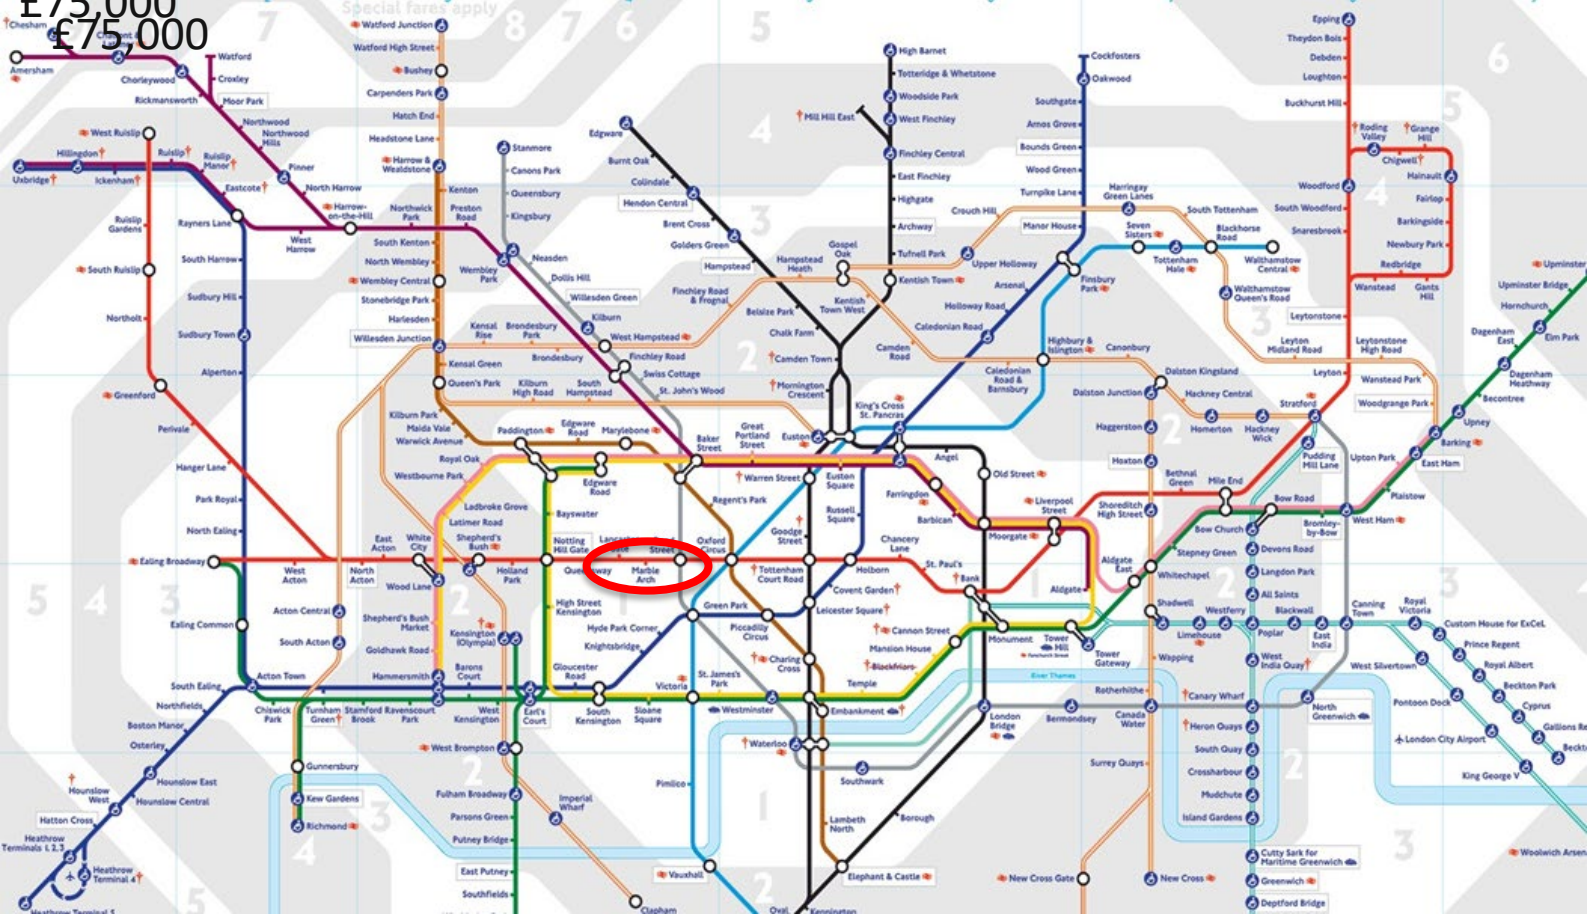 £75,000
£75,000
Special fares apply
7
8
7
6
5
6
Chesham
Amersham
Chorleywood
Rickmansworth
Watford
Croxley
Moor Park
Northwood
Northwood
Hills
Pinner
North Harrow
Harrow-
on-the-Hill
West Ruislip
Hillingdon
Uxbridge
Ickenham
Ruislip
Ruislip
Manor
Eastcote
Rayners Lane
West
Harrow
Ruislip
Gardens
South Ruislip
Northolt
Greenford
Perivale
Hanger Lane
South Harrow
Sudbury Hill
Sudbury Town
Alperton
Park Royal
North Ealing
Ealing Broadway
West
Acton
North
Acton
East
Acton
White
City
Shepherd's
Bush
Holland
Park
Notting
Hill Gate
Marble
Arch
Oxford
Circus
Tottenham
Court Road
Holborn
Chancery
Lane
St. Paul's
Bank
Watford Junction
Watford High Street
Bushey
Carpenders Park
Hatch End
Headstone Lane
Harrow &
Wealdstone
Kenton
Northwick
Park
Preston
Road
South Kenton
North Wembley
Wembley Central
Stonebridge Park
Harlesden
Willesden Junction
Kensal Green
Queen's Park
Kilburn Park
Maida Vale
Warwick Avenue
Royal Oak
Westbourne Park
Ladbroke Grove
Latimer Road
Wood Lane
Shepherd's Bush
Market
Goldhawk Road
Hammersmith
Stanmore
Canons Park
Queensbury
Kingsbury
Wembley
Park
Neasden
Dollis Hill
Willesden Green
Kilburn
West Hampstead
Finchley Road
Swiss Cottage
St. John's Wood
Kensal
Rise
Brondesbury
Park
Brondesbury
Kilburn
High Road
South
Hampstead
Paddington
Edgware
Road
Marylebone
Baker
Street
Great
Portland
Street
Edgware
Road
Bayswater
Regent's Park
Warren Street
Euston
Square
Euston
King's Cross
St. Pancras
Angel
Old Street
Farringdon
Barbican
Moorgate
Liverpool
Street
Russell
Square
Goodge
Street
Edgware
Burnt Oak
Colindale
Hendon Central
Brent Cross
Golders Green
Hampstead
Belsize Park
Chalk Farm
Camden Town
Mornington
Crescent
Mill Hill East
High Barnet
Totteridge & Whetstone
Woodside Park
West Finchley
Finchley Central
East Finchley
Highgate
Archway
Tufnell Park
Kentish Town
Gospel
Oak
Hampstead
Heath
Finchley Road
& Frognal
Kentish
Town West
Camden
Road
Cockfosters
Oakwood
Southgate
Arnos Grove
Bounds Green
Wood Green
Turnpike Lane
Manor House
Crouch Hill
Upper Holloway
Harringay
Green Lanes
South Tottenham
Seven
Sisters
Tottenham
Hale
Blackhorse
Road
Walthamstow
Central
Walthamstow
Queen's Road
Finsbury
Park
Arsenal
Holloway Road
Caledonian Road
Caledonian
Road &
Barnsbury
Highbury &
Islington
Canonbury
Dalston Kingsland
Dalston Junction
Hackney Central
Haggerston
Homerton
Hackney
Wick
Hoxton
Shoreditch
High Street
Bethnal
Green
Mile End
Stratford
Pudding
Mill Lane
Bow Road
Bow Church
Bromley-
by-Bow
West Ham
Epping
Theydon Bois
Debden
Loughton
Buckhurst Hill
Roding
Valley
Grange
Hill
Chigwell
Hainault
Fairlop
Barkingside
Newbury Park
Redbridge
Gants
Hill
Wanstead
Woodford
South Woodford
Snaresbrook
Leytonstone
Leyton
Midland Road
Leytonstone
High Road
Leyton
Wanstead Park
Woodgrange Park
Upminster
Upminster Bridge
Hornchurch
Elm Park
Dagenham
East
Dagenham
Heathway
Becontree
Upney
Barking
East Ham
Upton Park
Plaistow
Stepney Green
Whitechapel
Aldgate
East
Aldgate
Devons Road
Langdon Park
All Saints
Shadwell
Limehouse
Westferry
Poplar
Blackwall
East
India
Canning
Town
Royal
Victoria
Custom House for ExCeL
Prince Regent
Royal Albert
Beckton Park
Cyprus
Gallions Re
Beckt
West Silvertown
Pontoon Dock
London City Airport
King George V
Woolwich Arsen
West
India Quay
Canary Wharf
Heron Quays
South Quay
Crossharbour
Mudchute
Island Gardens
Cutty Sark for
Maritime Greenwich
Greenwich
Deptford Bridge
North
Greenwich
Wapping
Rotherhithe
Canada
Water
Surrey Quays
New Cross Gate
New Cross
Bermondsey
London
Bridge
River Thames
Tower
Hill
Tower
Gateway
Monument
Cannon Street
Mansion House
Blackfriars
Temple
Covent Garden
Leicester Square
Piccadilly
Circus
Green Park
Hyde Park Corner
Knightsbridge
Charing
Cross
Embankment
Westminster
St. James's
Park
Victoria
Sloane
Square
South
Kensington
Gloucester
Road
High Street
Kensington
Kensington
(Olympia)
Barons
Court
Earl's
Court
West
Kensington
Ravenscourt
Park
Stamford
Brook
Turnham
Green
Chiswick
Park
Acton Town
Acton Central
South Acton
Ealing Common
South Ealing
Northfields
Boston Manor
Osterley
Hounslow East
Hounslow Central
Hounslow
West
Hatton Cross
Heathrow
Terminals 1, 2, 3
Heathrow
Terminal 4
Heathrow Terminal 5
Gunnersbury
Kew Gardens
Richmond
West Brompton
Fulham Broadway
Parsons Green
Putney Bridge
East Putney
Southfields
Imperial
Wharf
Clapham
Pimlico
Vauxhall
Oval
Kennington
Waterloo
Southwark
Lambeth
North
Borough
Elephant & Castle